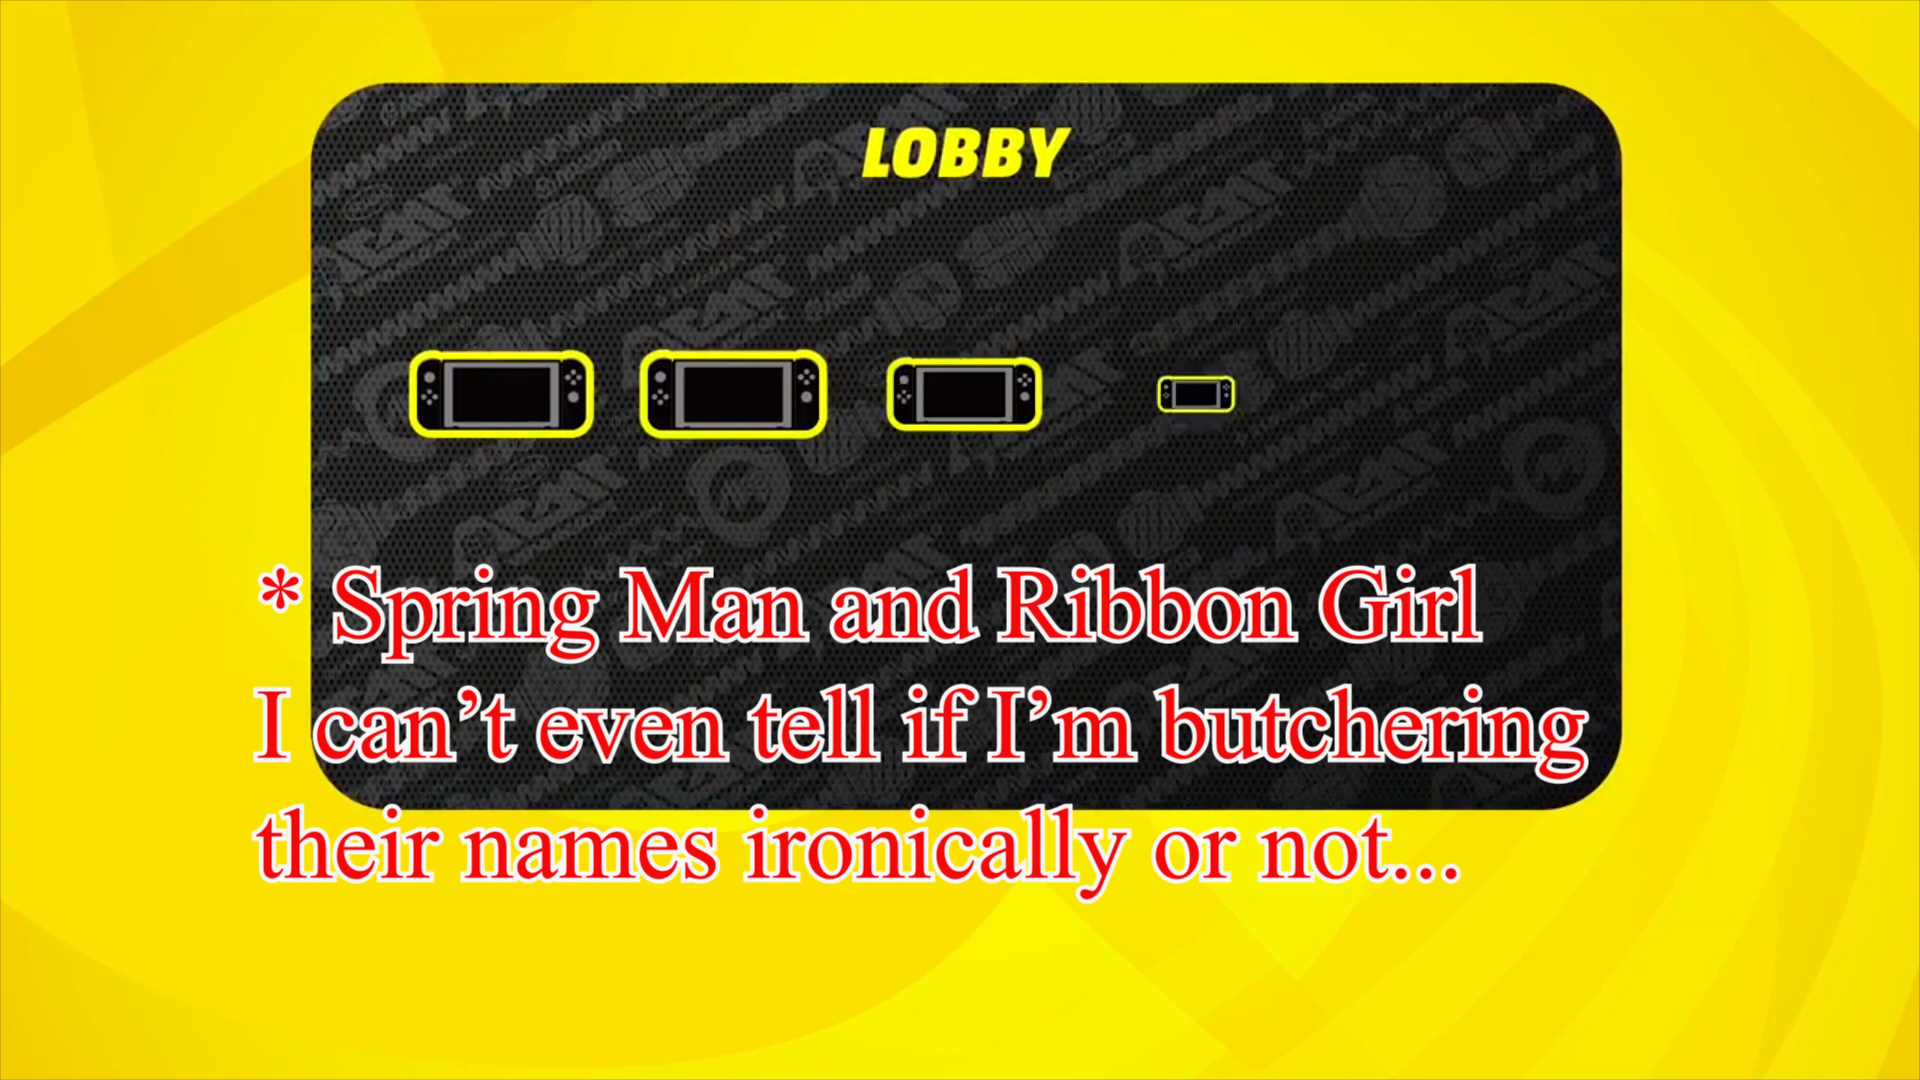 LOBBY
* Spring Man and Ribbon Girl
I can’t even tell if I’m butchering
their names ironically or not...